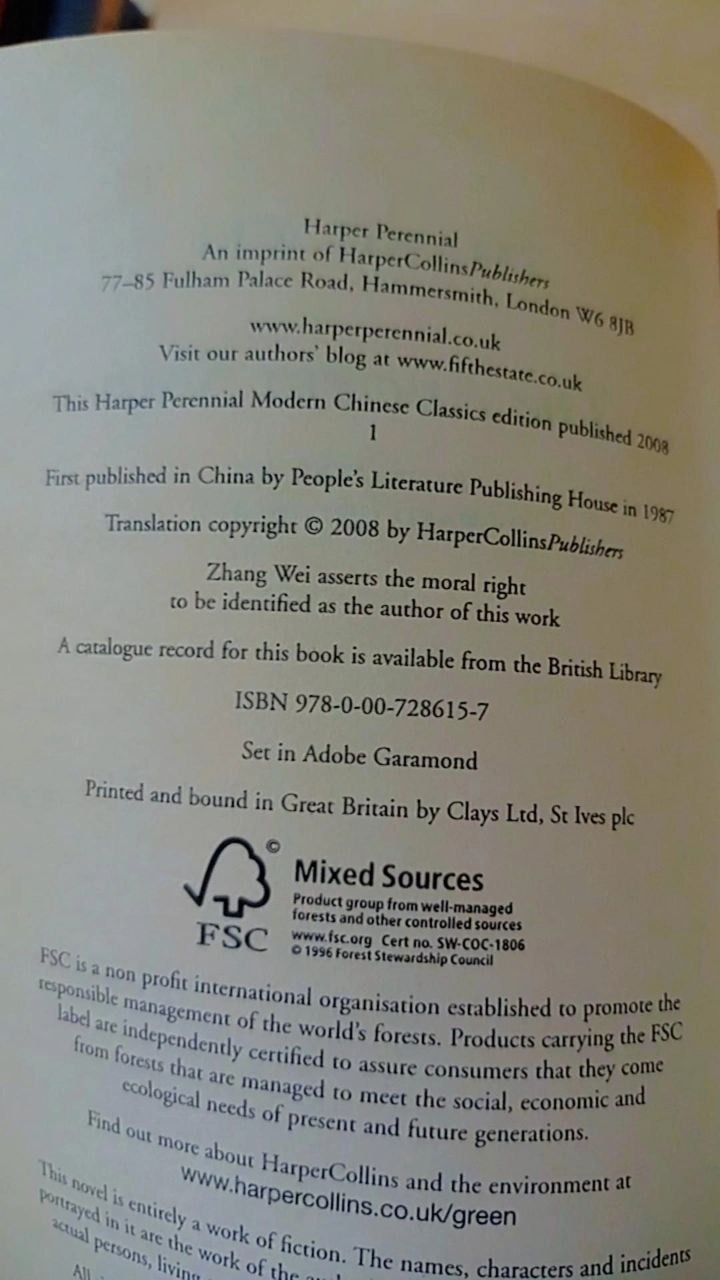 Harper Perennial
An imprint of HarperCollinsPublishers
77–85 Fulham Palace Road, Hammersmith, London W6 8JB
www.harperperennial.co.uk
Visit our authors' blog at www.fifthestate.co.uk
This Harper Perennial Modern Chinese Classics edition published 2008
1
First published in China by People's Literature Publishing House in 1987
Translation copyright © 2008 by HarperCollinsPublishers
Zhang Wei asserts the moral right
to be identified as the author of this work
A catalogue record for this book is available from the British Library
ISBN 978-0-00-728615-7
Set in Adobe Garamond
Printed and bound in Great Britain by Clays Ltd, St Ives plc
©
FSC
Mixed Sources
Product group from well-managed
forests and other controlled sources
www.fsc.org Cert no. SW-COC-1806
© 1996 Forest Stewardship Council
FSC is a non profit international organisation established to promote the
responsible management of the world's forests. Products carrying the FSC
label are independently certified to assure consumers that they come
from forests that are managed to meet the social, economic and
ecological needs of present and future generations.
Find out more about HarperCollins and the environment at
www.harpercollins.co.uk/green
This novel is entirely a work of fiction. The names, characters and incidents
portrayed in it are the work of the
actual persons, living
All